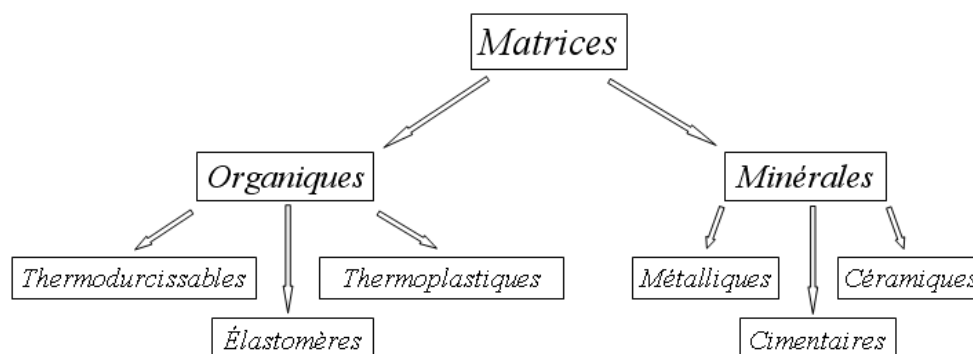 Matrices
Organiques
Minérales
Thermodurcissables
Thermoplastiques
Métalliques
Céramiques
Élastomères
Cimentaires